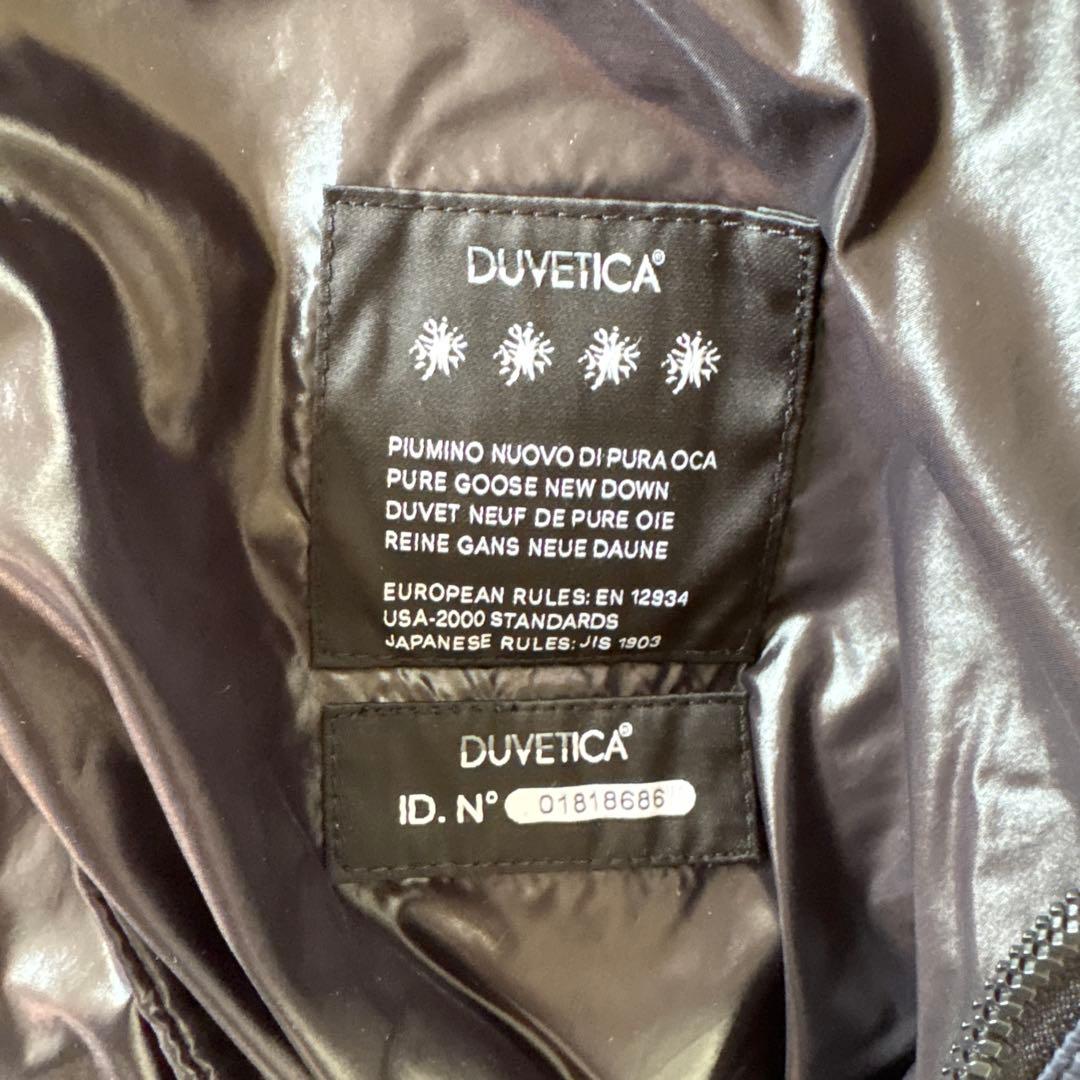 DUVETICA®
PIUMINO NUOVO DI PURA OCA
PURE GOOSE NEW DOWN
DUVET NEUF DE PURE OIE
REINE GANS NEUE DAUNE
EUROPEAN RULES: EN 12934
USA-2000 STANDARDS
JAPANESE RULES: JIS 1903
DUVETICA®
ID. N° 01818686